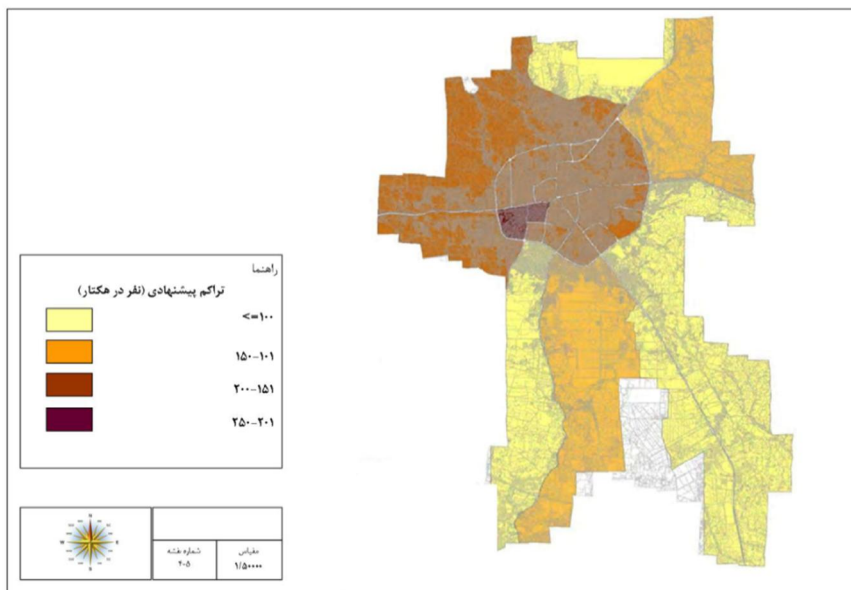 راهنما
تراکم پیشنهادی (نفر در هکتار)
<=۱۰۰
۱۵۰-۱۰۱
۲۰۰-۱۵۱
۲۵۰-۲۰۱
مقیاس
۱/۵۰۰۰۰
شماره نقشه
۴-۵
N
E
S
W